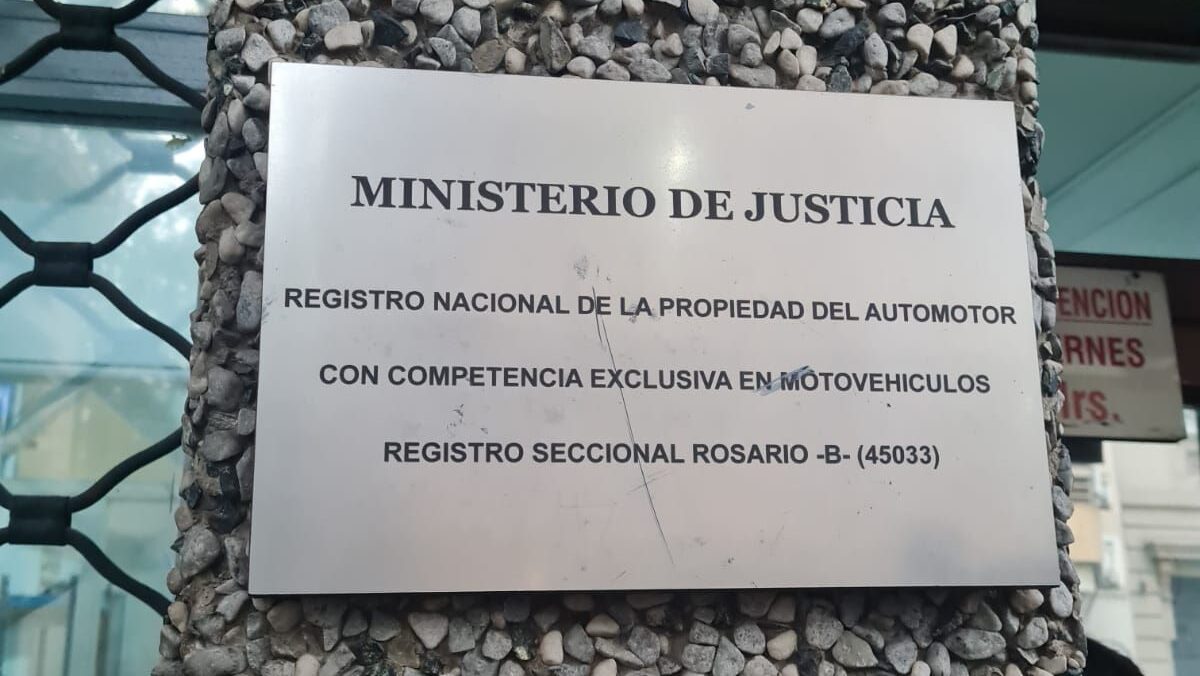 MINISTERIO DE JUSTICIA
REGISTRO NACIONAL DE LA PROPIEDAD DEL AUTOMOTOR
CON COMPETENCIA EXCLUSIVA EN MOTOVEHICULOS
REGISTRO SECCIONAL ROSARIO -B- (45033)